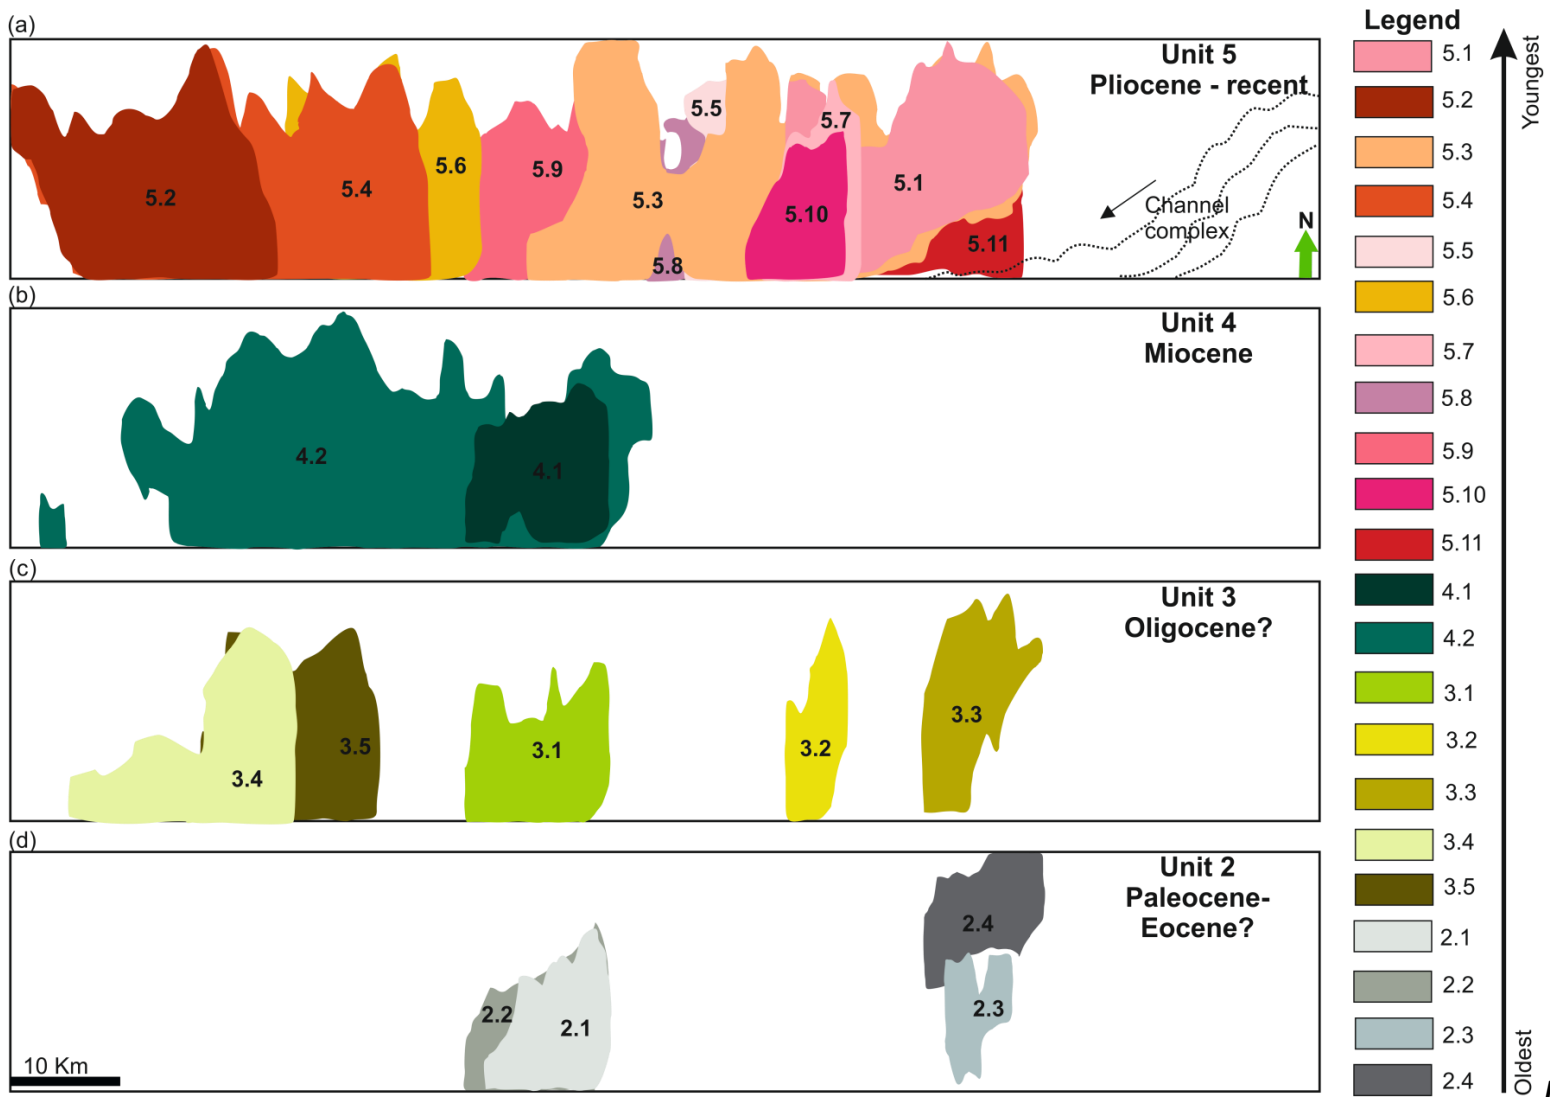 (a)
Unit 5
Pliocene - recent
5.2
5.4
5.6
5.9
5.3
5.8
5.5
5.10
5.7
5.1
5.11
Channel
complex
N
(b)
Unit 4
Miocene
4.2
4.1
(c)
Unit 3
Oligocene?
3.4
3.5
3.1
3.2
3.3
(d)
Unit 2
Paleocene-
Eocene?
2.4
2.3
2.2
2.1
10 Km
Legend
5.1
5.2
5.3
5.4
5.5
5.6
5.7
5.8
5.9
5.10
5.11
4.1
4.2
3.1
3.2
3.3
3.4
3.5
2.1
2.2
2.3
2.4
Youngest
Oldest